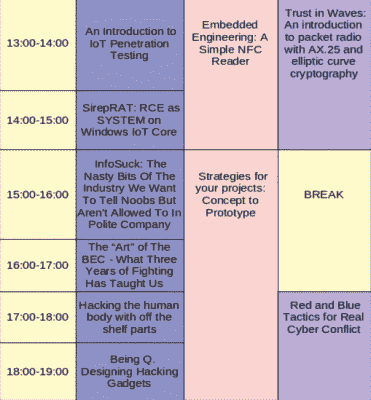 13:00-14:00
An Introduction to
IoT Penetration
Testing
Embedded
Engineering: A
Simple NFC
Reader
Trust in Waves:
An introduction
to packet radio
with AX.25 and
elliptic curve
cryptography
14:00-15:00
SirepRAT: RCE as
SYSTEM on
Windows IoT Core
15:00-16:00
InfoSuck: The
Nasty Bits Of The
Industry We Want
To Tell Noobs But
Aren't Allowed To In
Polite Company
Strategies for
your projects:
Concept to
Prototype
BREAK
16:00-17:00
The “Art” of The
BEC - What Three
Years of Fighting
Has Taught Us
17:00-18:00
Hacking the human
body with off the
shelf parts
Red and Blue
Tactics for Real
Cyber Conflict
18:00-19:00
Being Q.
Designing Hacking
Gadgets